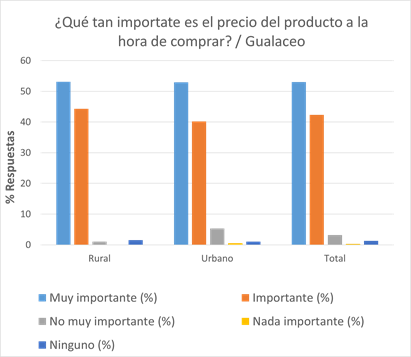 ¿Qué tan importate es el precio del producto a la
hora de comprar? / Gualaceo
60
50
40
30
20
10
0
% Respuestas
Rural
Urbano
Total
Muy importante (%)
Importante (%)
No muy importante (%)
Nada importante (%)
Ninguno (%)